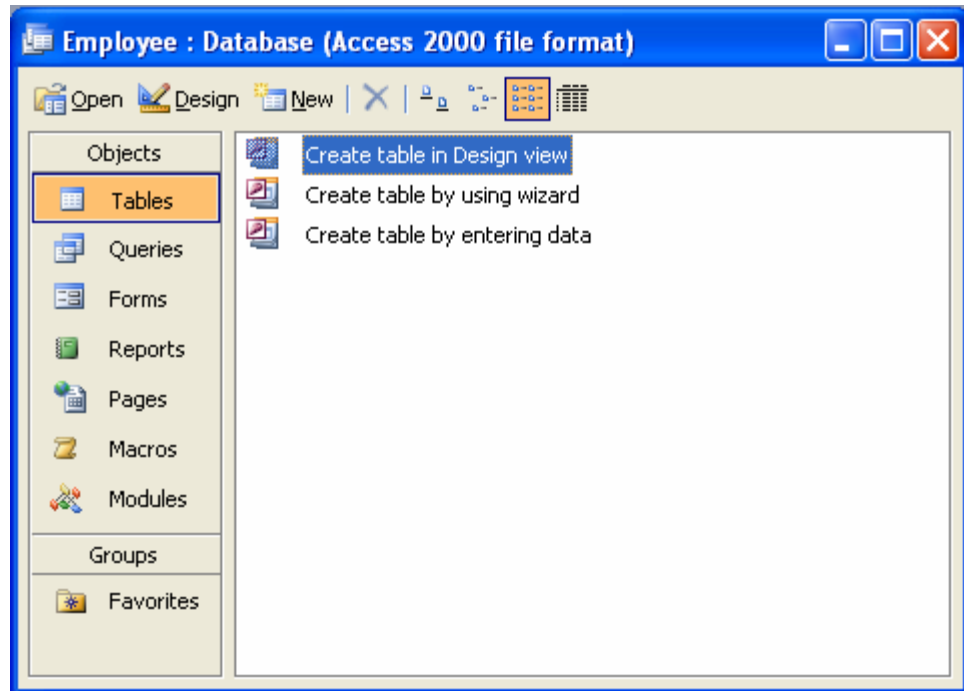 Employee : Database (Access 2000 file format)
Open Design New
Objects
Tables
Queries
Forms
Reports
Pages
Macros
Modules
Groups
Favorites
Create table in Design view
Create table by using wizard
Create table by entering data